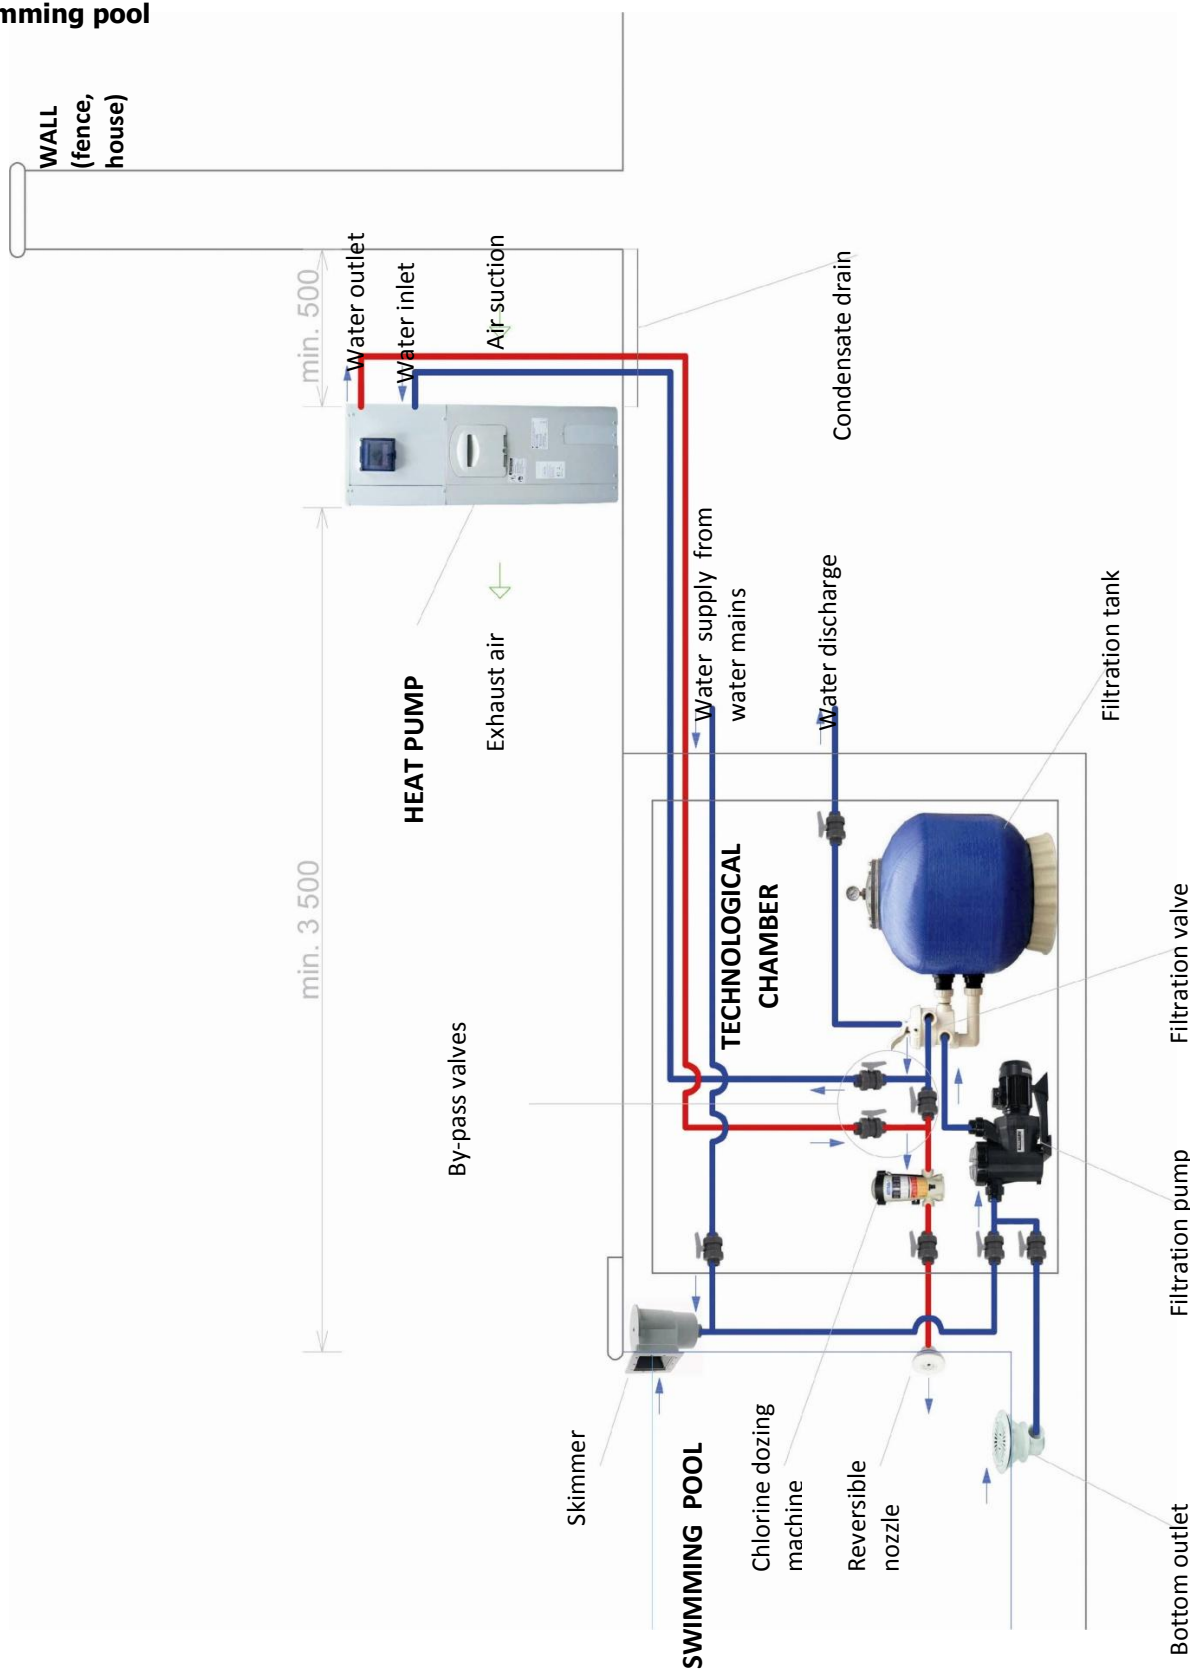 mming pool
WALL
(fence,
house)
min. 500
Water outlet
Water inlet
Air suction
Condensate drain
min. 3 500
HEAT PUMP
Exhaust air
Water supply from
water mains
Water discharge
Filtration tank
By-pass valves
TECHNOLOGICAL
CHAMBER
Filtration valve
Filtration pump
Skimmer
SWIMMING POOL
Chlorine dozing
machine
Reversible
nozzle
Bottom outlet